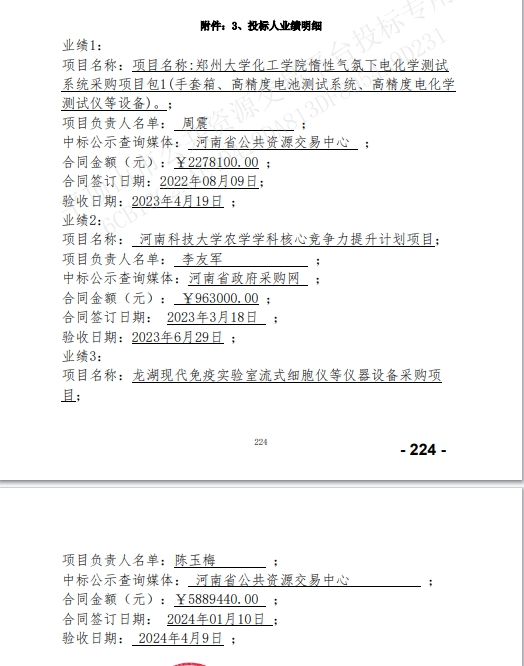 附件：3、投标人业绩明细
业绩1：
项目名称：项目名称:郑州大学化工学院惰性气氛下电化学测试
系统采购项目包1(手套箱、高精度电池测试系统、高精度电化学
测试仪等设备)。；
项目负责人名单： 周震 ；
中标公示查询媒体： 河南省公共资源交易中心 ；
合同金额（元）：￥2278100.00 ；
合同签订日期：2022年08月09日；
验收日期：2023年4月19日 ；
业绩2：
项目名称： 河南科技大学农学学科核心竞争力提升计划项目；
项目负责人名单： 李友军 ；
中标公示查询媒体：河南省政府采购网 ；
合同金额（元）： ￥963000.00 ；
合同签订日期： 2023年3月18日 ；
验收日期：2023年6月29日 ；
业绩3：
项目名称：龙湖现代免疫实验室流式细胞仪等仪器设备采购项
目；
224
- 224 -
项目负责人名单：陈玉梅 ；
中标公示查询媒体： 河南省公共资源交易中心 ；
合同金额（元）：￥5889440.00 ；
合同签订日期： 2024年01月10日 ；
验收日期： 2024年4月9日 ；